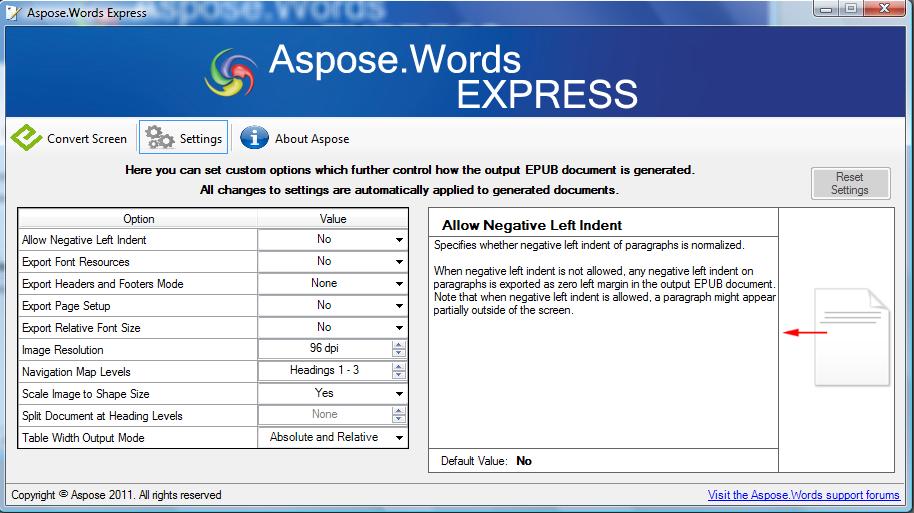 Aspose.Words Express
Aspose.Words
EXPRESS
Convert Screen
Settings
About Aspose
Here you can set custom options which further control how the output EPUB document is generated.
All changes to settings are automatically applied to generated documents.
Reset
Settings
Option Value
Allow Negative Left Indent No
Export Font Resources No
Export Headers and Footers Mode None
Export Page Setup No
Export Relative Font Size No
Image Resolution 96 dpi
Navigation Map Levels Headings 1 - 3
Scale Image to Shape Size Yes
Split Document at Heading Levels None
Table Width Output Mode Absolute and Relative
Allow Negative Left Indent
Specifies whether negative left indent of paragraphs is normalized.
When negative left indent is not allowed, any negative left indent on
paragraphs is exported as zero left margin in the output EPUB document.
Note that when negative left indent is allowed, a paragraph might appear
partially outside of the screen.
Default Value: No
Copyright © Aspose 2011. All rights reserved
Visit the Aspose.Words support forums